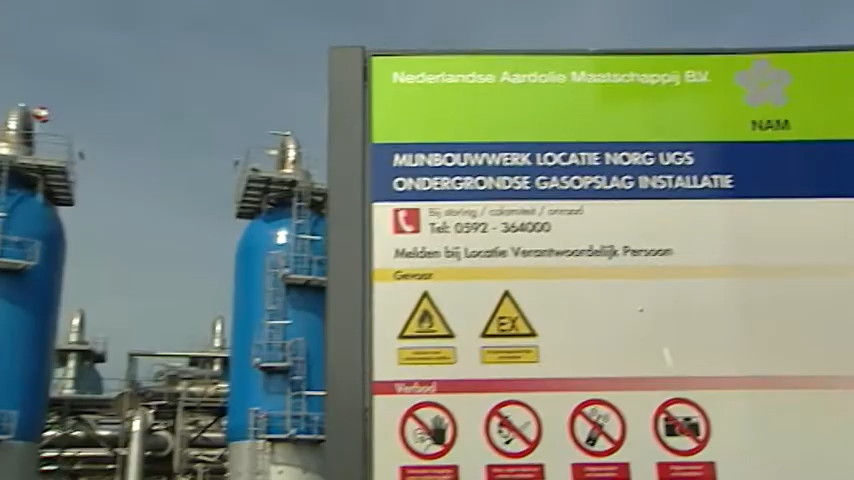 Nederlandse Aardolie Maatschappij B.V.
NAM
MIJNBOUWWERK LOCATIE NORG UGS
ONDERGRONDSE GASOPSLAG INSTALLATIE
Bij storing / calamiteit / onraad
Tel: 0592 - 364000
Melden bij Locatie Verantwoordelijk Persoon
Gevaar
EX
Verbod